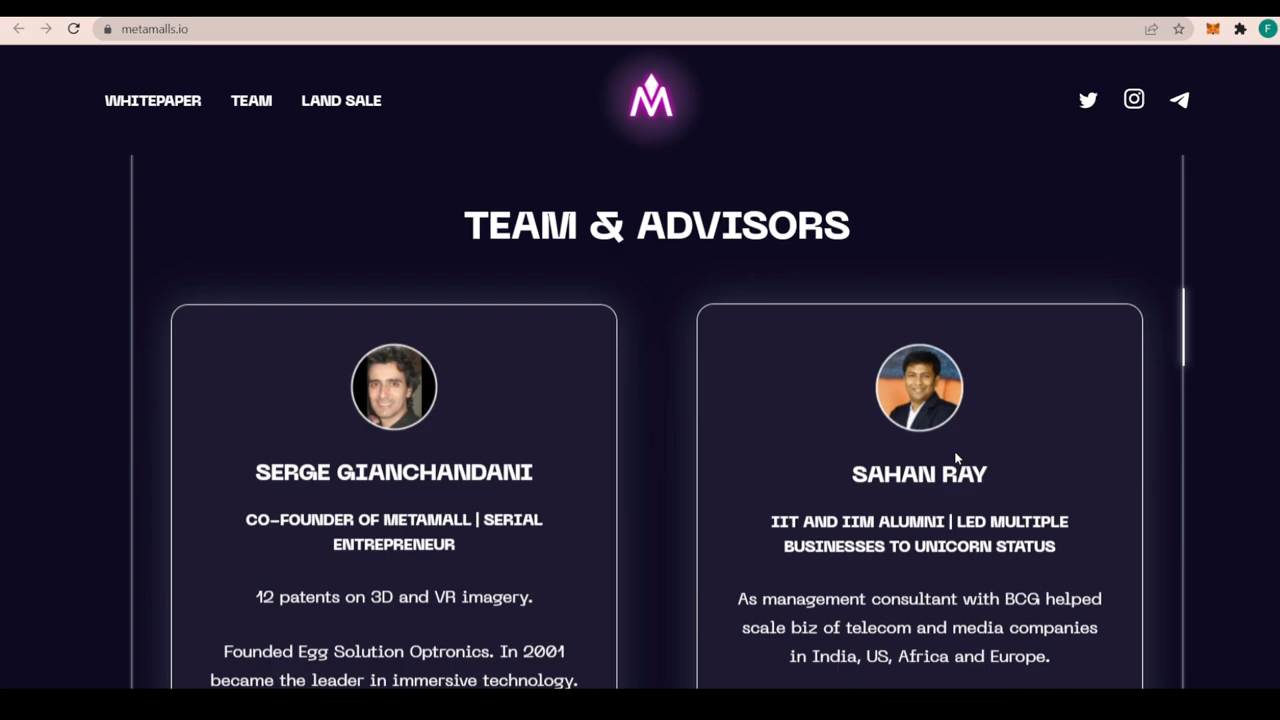 metamalls.io
F
WHITEPAPER TEAM LAND SALE
TEAM & ADVISORS
SERGE GIANCHANDANI
CO-FOUNDER OF METAMALL | SERIAL
ENTREPRENEUR
12 patents on 3D and VR imagery.
Founded Egg Solution Optronics. In 2001
became the leader in immersive technology.
SAHAN RAY
IIT AND IIM ALUMNI | LED MULTIPLE
BUSINESSES TO UNICORN STATUS
As management consultant with BCG helped
scale biz of telecom and media companies
in India, US, Africa and Europe.